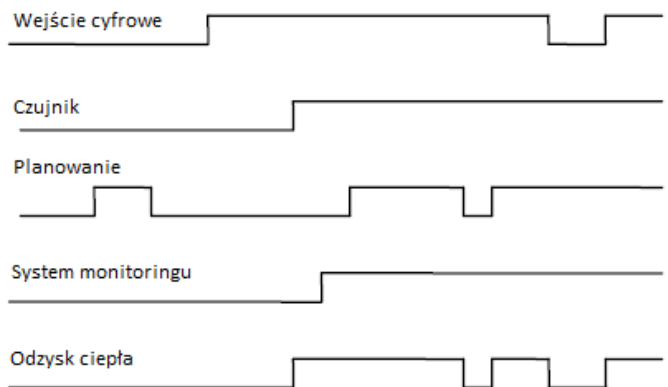 Wejście cyfrowe
Czujnik
Planowanie
System monitoringu
Odzysk ciepła